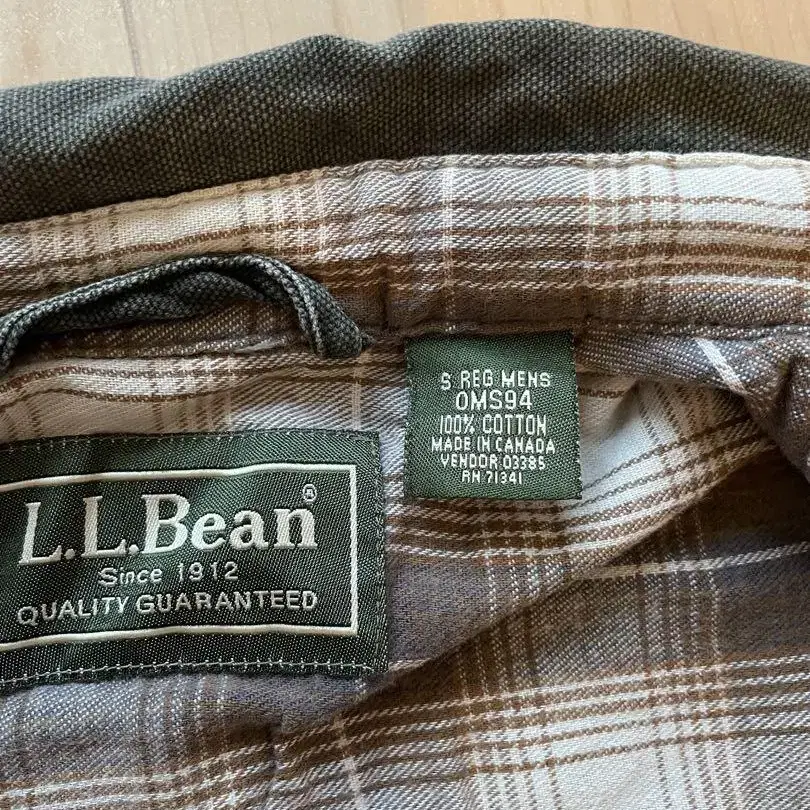 L.L.Bean®
Since 1912
QUALITY GUARANTEED
S REG MENS
OMS94
100% COTTON
MADE IN CANADA
VENDOR 03385
RN 71341